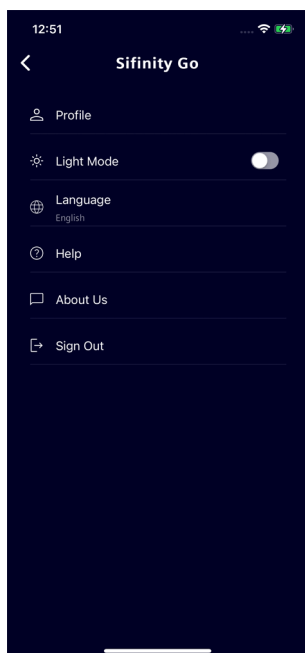 12:51
Sifinity Go
Profile
Light Mode
Language
English
Help
About Us
Sign Out